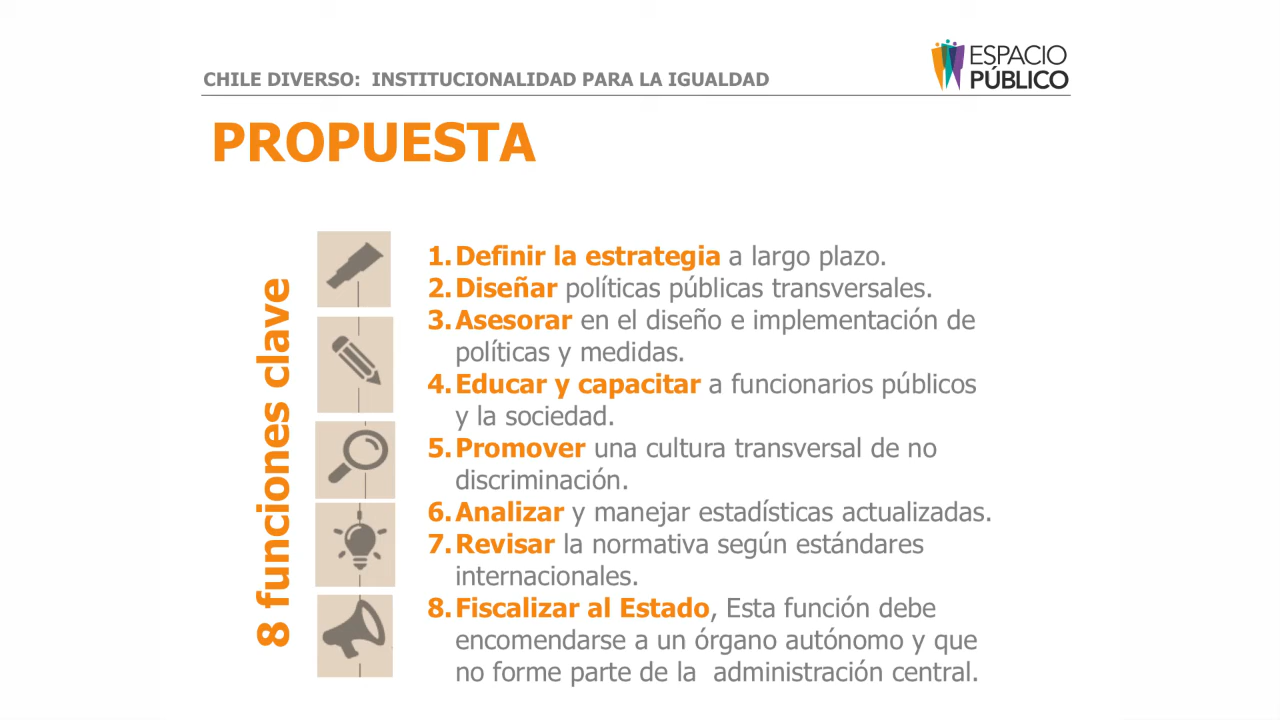 CHILE DIVERSO: INSTITUCIONALIDAD PARA LA IGUALDAD
ESPACIO
PÚBLICO
PROPUESTA
8 funciones clave
1. Definir la estrategia a largo plazo.
2. Diseñar políticas públicas transversales.
3. Asesorar en el diseño e implementación de
políticas y medidas.
4. Educar y capacitar a funcionarios públicos
y la sociedad.
5. Promover una cultura transversal de no
discriminación.
6. Analizar y manejar estadísticas actualizadas.
7. Revisar la normativa según estándares
internacionales.
8. Fiscalizar al Estado, Esta función debe
encomendarse a un órgano autónomo y que
no forme parte de la administración central.